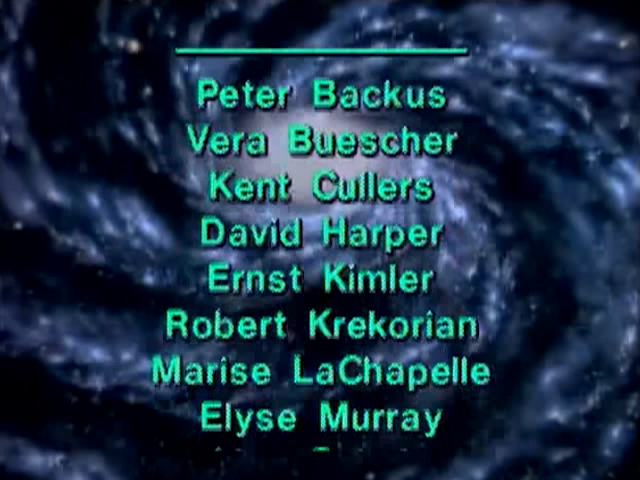 Peter Backus
Vera Buescher
Kent Cullers
David Harper
Ernst Kimler
Robert Krekorian
Marise LaChapelle
Elyse Murray